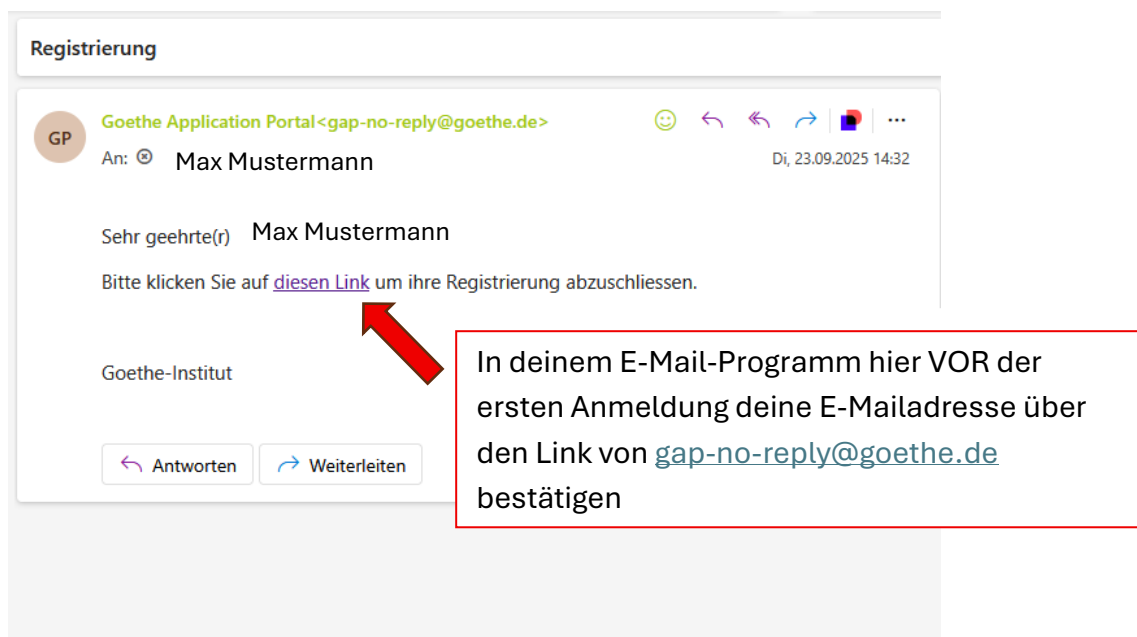 Registrierung
GP
Goethe Application Portal<gap-no-reply@goethe.de>
An: Max Mustermann
Di, 23.09.2025 14:32
Sehr geehrte(r) Max Mustermann
Bitte klicken Sie auf diesen Link um ihre Registrierung abzuschliessen.
Goethe-Institut
Antworten
Weiterleiten
In deinem E-Mail-Programm hier VOR der
ersten Anmeldung deine E-Mailadresse über
den Link von gap-no-reply@goethe.de
bestätigen